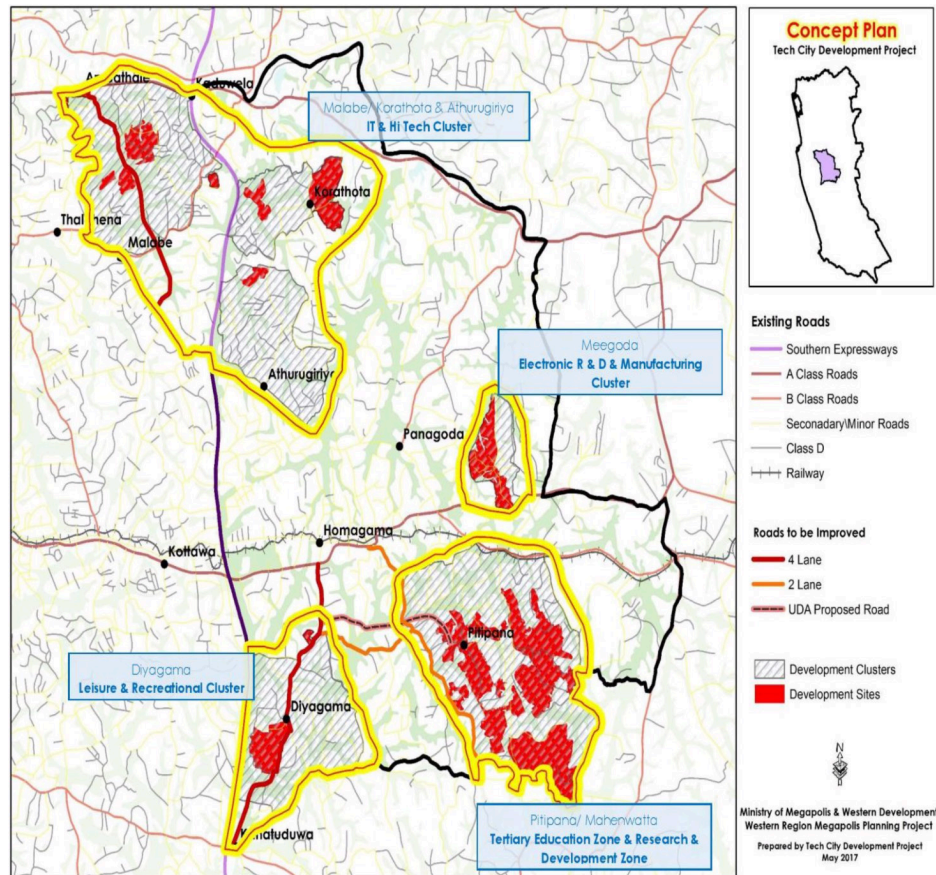 Concept Plan
Tech City Development Project
Kaduwela
Malabe/ Korathota & Athurugiriya
IT & Hi Tech Cluster
Korathota
Malabe
Athurugiriya
Meegoda
Electronic R & D & Manufacturing
Cluster
Panagoda
Homagama
Kottawa
Pitipana
Diyagama
Leisure & Recreational Cluster
Diyagama
Pitipana/ Mahenwatta
Tertiary Education Zone & Research &
Development Zone
Existing Roads
Southern Expressways
A Class Roads
B Class Roads
Seconadary\Minor Roads
Class D
Railway
Roads to be Improved
4 Lane
2 Lane
UDA Proposed Road
Development Clusters
Development Sites
N
Ministry of Megapolis & Western Development
Western Region Megapolis Planning Project
Prepared by Tech City Development Project
May 2017